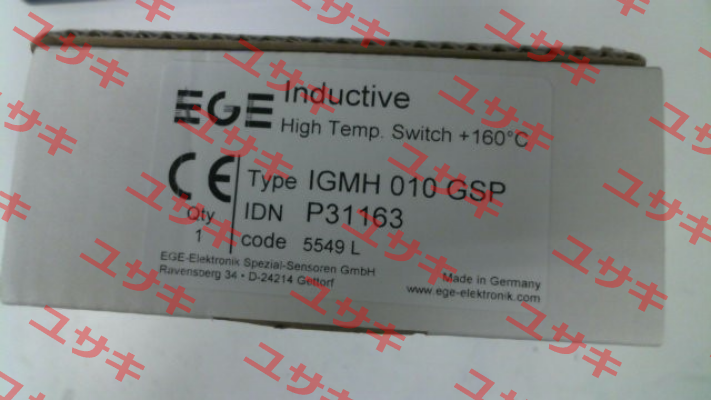 EGE Inductive
High Temp. Switch +160°C
CE Type IGMH 010 GSP
Qty IDN P31163
1 code 5549 L
EGE-Elektronik Spezial-Sensoren GmbH
Ravensberg 34 • D-24214 Gettorf
Made in Germany
www.ege-elektronik.com
ユサキ